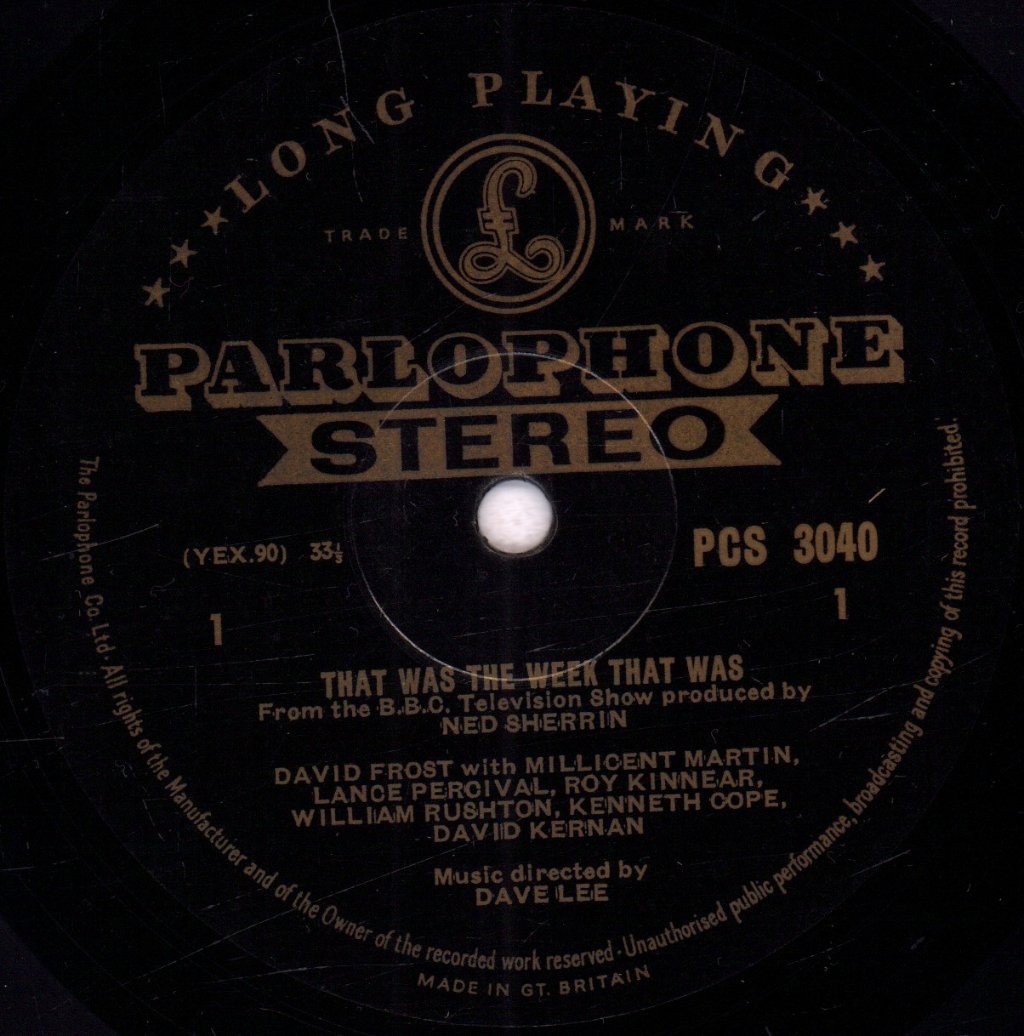 LONG PLAYING
TRADE £ MARK
PARLOPHONE
STEREO
(YEX.90) 33⅓
PCS 3040
1
1
THAT WAS THE WEEK THAT WAS
From the B.B.C. Television Show produced by
NED SHERRIN
DAVID FROST with MILLICENT MARTIN,
LANCE PERCIVAL, ROY KINNEAR,
WILLIAM RUSHTON, KENNETH COPE,
DAVID KERNAN
Music directed by
DAVE LEE
The Parlophone Co. Ltd. All rights of the Manufacturer and of the Owner of the recorded work reserved · Unauthorised public performance, broadcasting and copying of this record prohibited.
MADE IN GT. BRITAIN